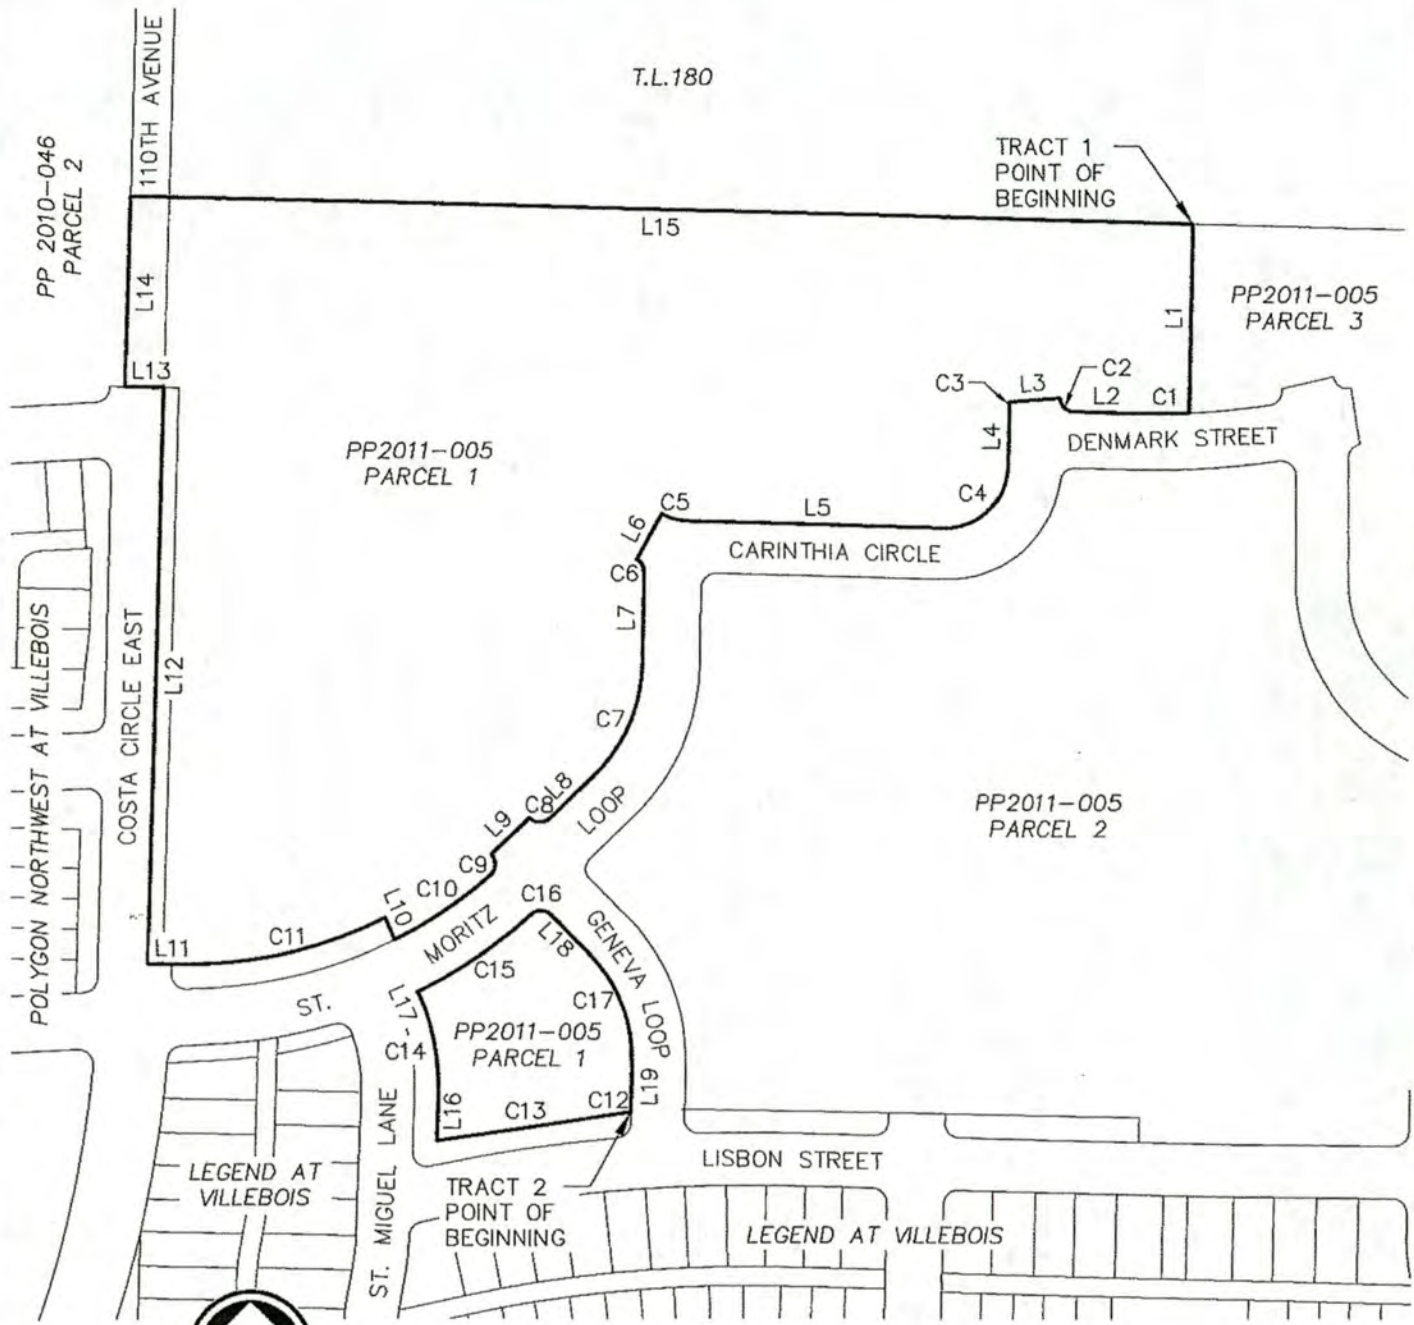 110TH AVENUE
T.L.180
PP 2010-046
PARCEL 2
TRACT 1
POINT OF
BEGINNING
L15
L14
L1
PP2011-005
PARCEL 3
L13
C3
L3
C2
L2
C1
L4
DENMARK STREET
PP2011-005
PARCEL 1
C4
C5
L5
L6
CARINTHIA CIRCLE
C6
L7
POLYGON NORTHWEST AT VILLEBOIS
COSTA CIRCLE EAST
L12
C7
L8
C8
L9
LOOP
PP2011-005
PARCEL 2
C9
C10
L10
C16
MORITZ
L18
GENEVA LOOP
L11
C11
C15
ST.
L17
C17
PP2011-005
PARCEL 1
C14
L19
L16
C13
C12
ST. MIGUEL LANE
LISBON STREET
LEGEND AT
VILLEBOIS
TRACT 2
POINT OF
BEGINNING
LEGEND AT VILLEBOIS